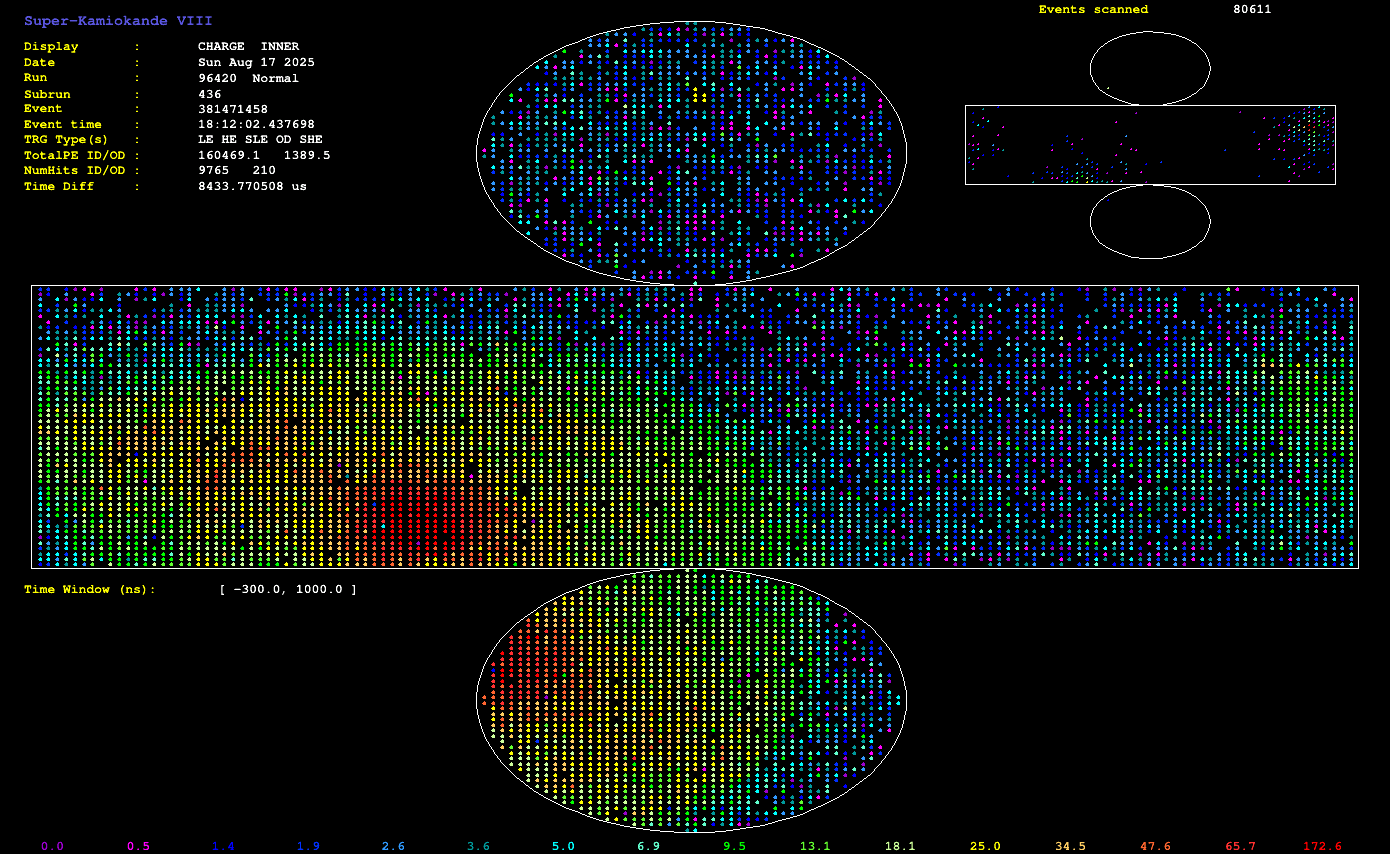 Super-Kamiokande VIII
Events scanned 80611
Display : CHARGE INNER
Date : Sun Aug 17 2025
Run : 96420 Normal
Subrun : 436
Event : 381471458
Event time : 18:12:02.437698
TRG Type(s) : LE HE SLE OD SHE
TotalPE ID/OD : 160469.1 1389.5
NumHits ID/OD : 9765 210
Time Diff : 8433.770508 us
Time Window (ns): [ -300.0, 1000.0 ]
0.0 0.5 1.4 1.9 2.6 3.6 5.0 6.9 9.5 13.1 18.1 25.0 34.5 47.6 65.7 172.6